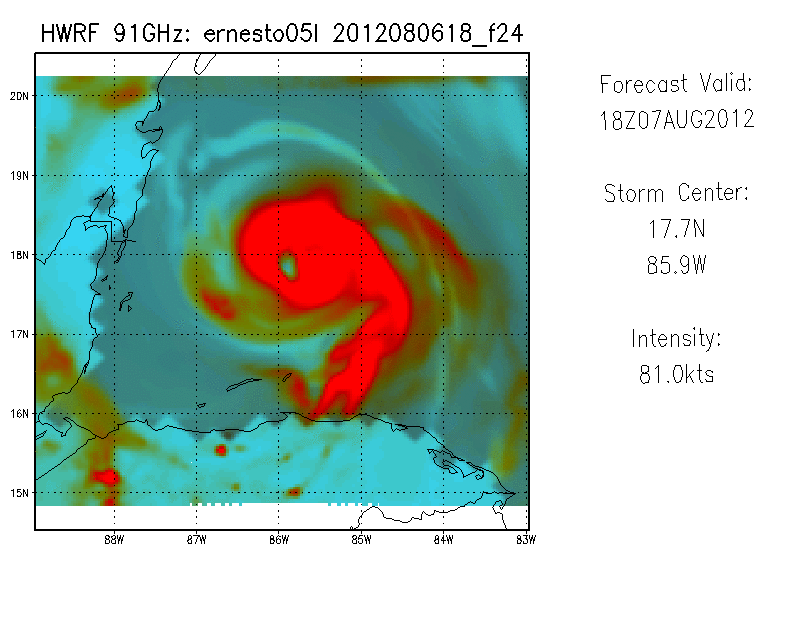 HWRF 91GHz: ernesto05l 2012080618_f24
Forecast Valid:
18Z07AUG2012
Storm Center:
17.7N
85.9W
Intensity:
81.0kts
20N
19N
18N
17N
16N
15N
88W
87W
86W
85W
84W
83W